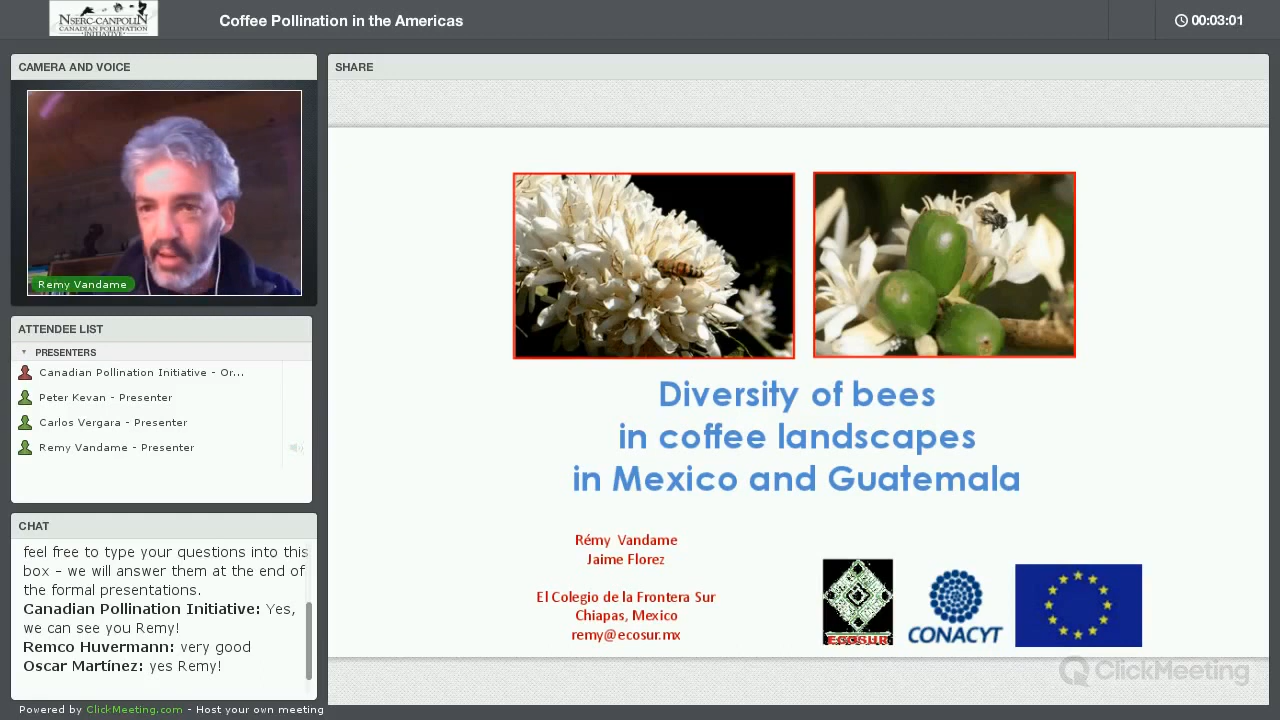 NSERC-CANPOLIN
CANADIAN POLLINATION
INITIATIVE
Coffee Pollination in the Americas
00:03:01
CAMERA AND VOICE
Remy Vandame
ATTENDEE LIST
PRESENTERS
Canadian Pollination Initiative - Or...
Peter Kevan - Presenter
Carlos Vergara - Presenter
Remy Vandame - Presenter
CHAT
feel free to type your questions into this
box – we will answer them at the end of
the formal presentations.
Canadian Pollination Initiative: Yes,
we can see you Remy!
Remco Huvermann: very good
Oscar Martínez: yes Remy!
Powered by ClickMeeting.com - Host your own meeting
SHARE
Diversity of bees
in coffee landscapes
in Mexico and Guatemala
Rémy Vandame
Jaime Florez
El Colegio de la Frontera Sur
Chiapas, Mexico
remy@ecosur.mx
ECOSUR
CONACYT
ClickMeeting